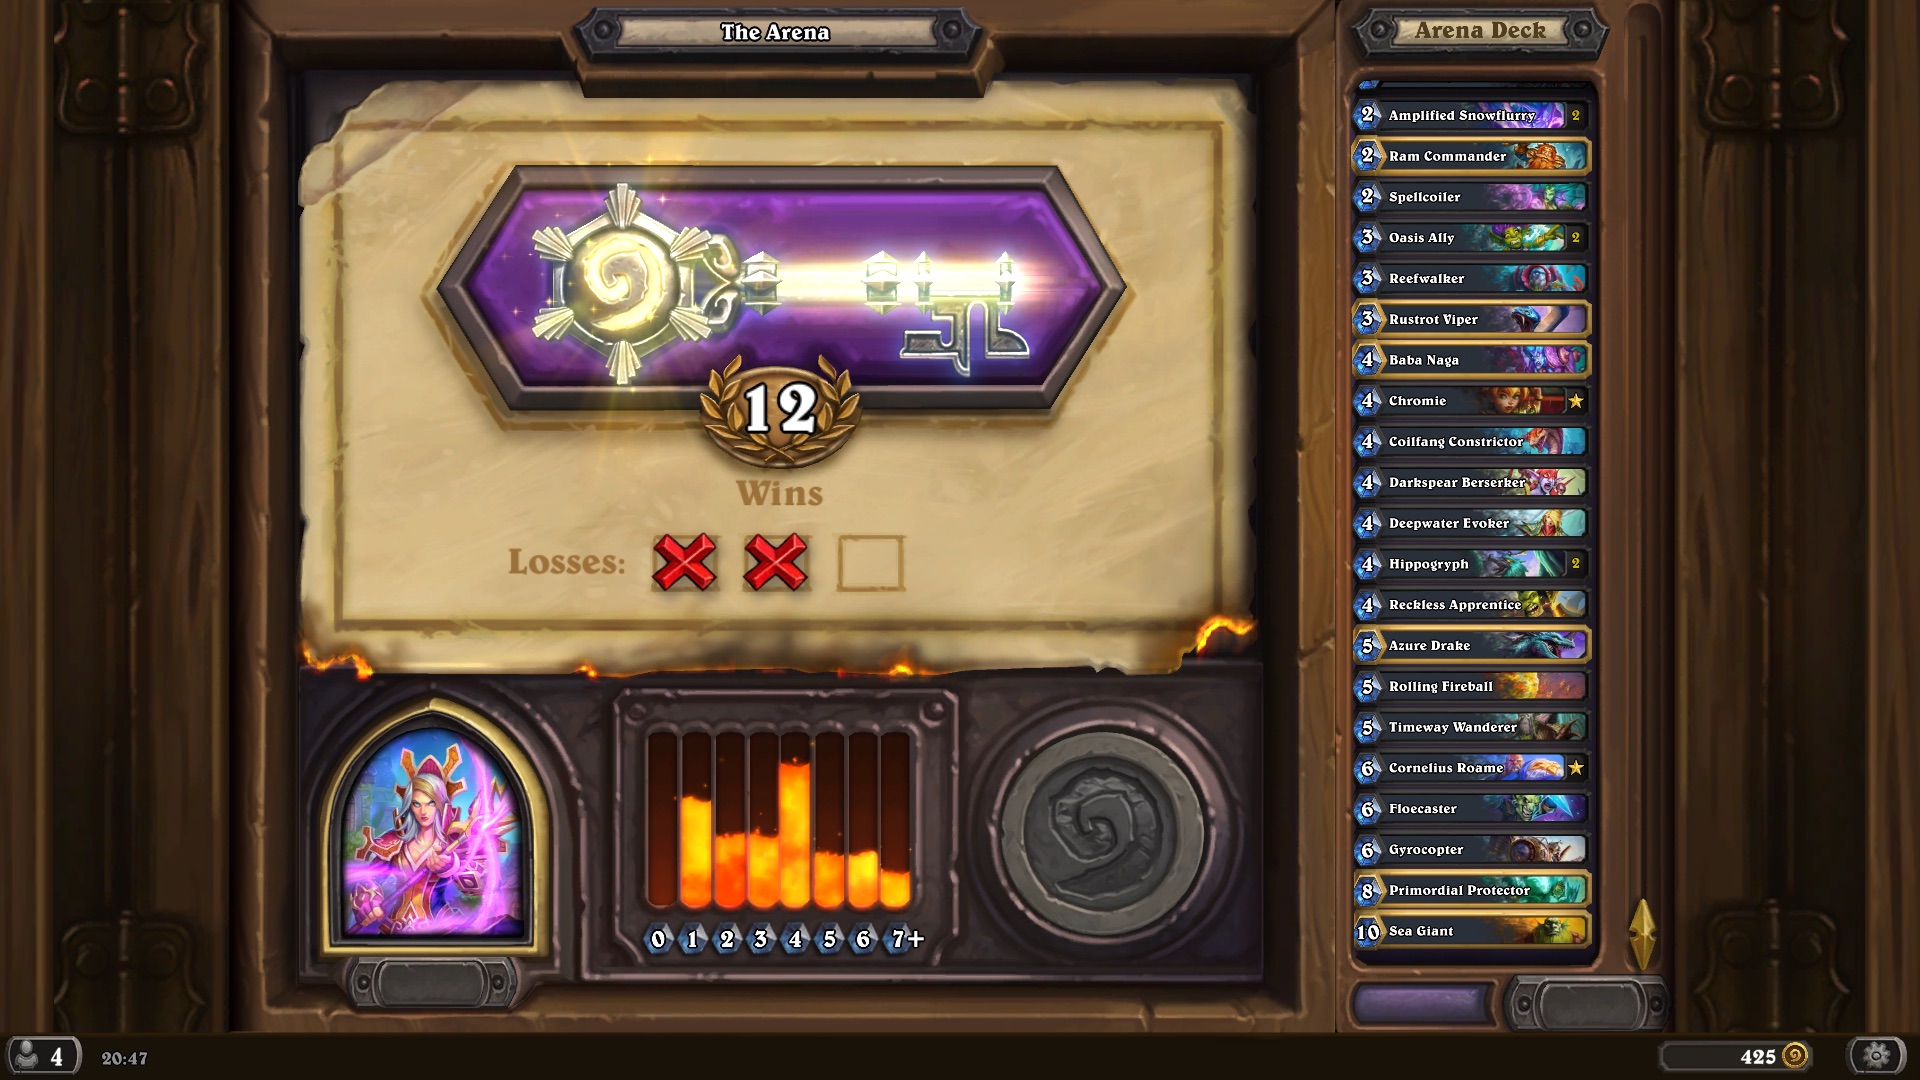 The Arena
12
Wins
Losses:
0 1 2 3 4 5 6 7+
Arena Deck
2 Amplified Snowflurry 2
2 Ram Commander
2 Spellcoiler
3 Oasis Ally 2
3 Reefwalker
3 Rustrot Viper
4 Baba Naga
4 Chromie
4 Coilfang Constrictor
4 Darkspear Berserker
4 Deepwater Evoker
4 Hippogryph 2
4 Reckless Apprentice
5 Azure Drake
5 Rolling Fireball
5 Timeway Wanderer
6 Cornelius Roame
6 Floecaster
6 Gyrocopter
8 Primordial Protector
10 Sea Giant
4
20:47
425